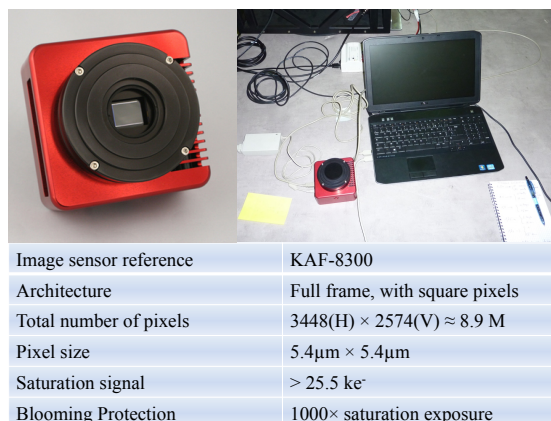 Image sensor reference KAF-8300
Architecture Full frame, with square pixels
Total number of pixels 3448(H) × 2574(V) ≈ 8.9 M
Pixel size 5.4µm × 5.4µm
Saturation signal > 25.5 ke-
Blooming Protection 1000× saturation exposure